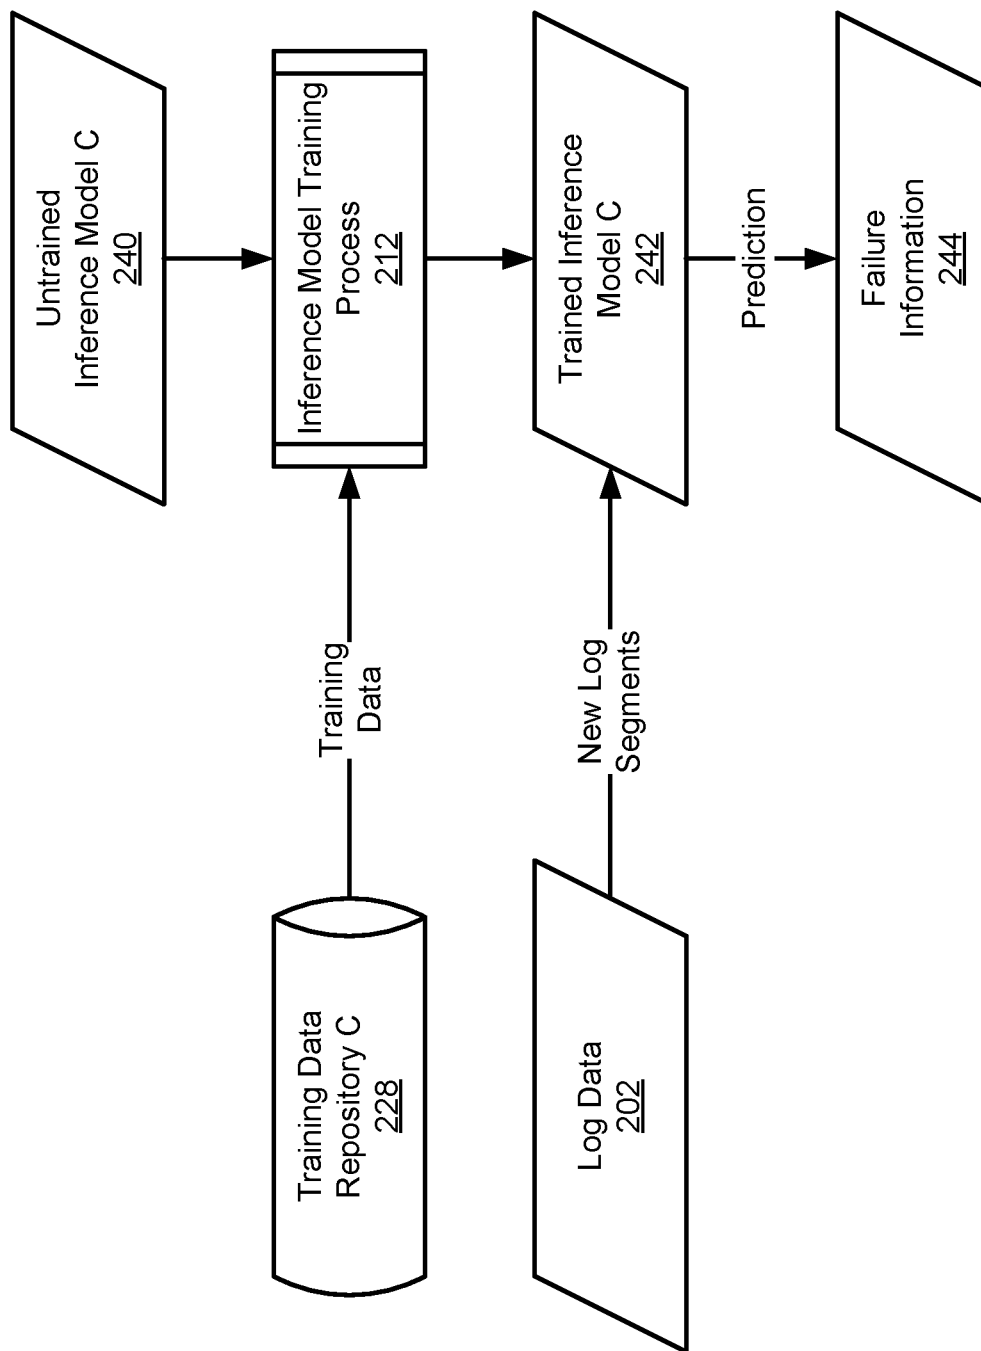 Untrained
Inference Model C
240
Training Data
Repository C
228
Training
Data
Inference Model Training
Process
212
Log Data
202
New Log
Segments
Trained Inference
Model C
242
Prediction
Failure
Information
244